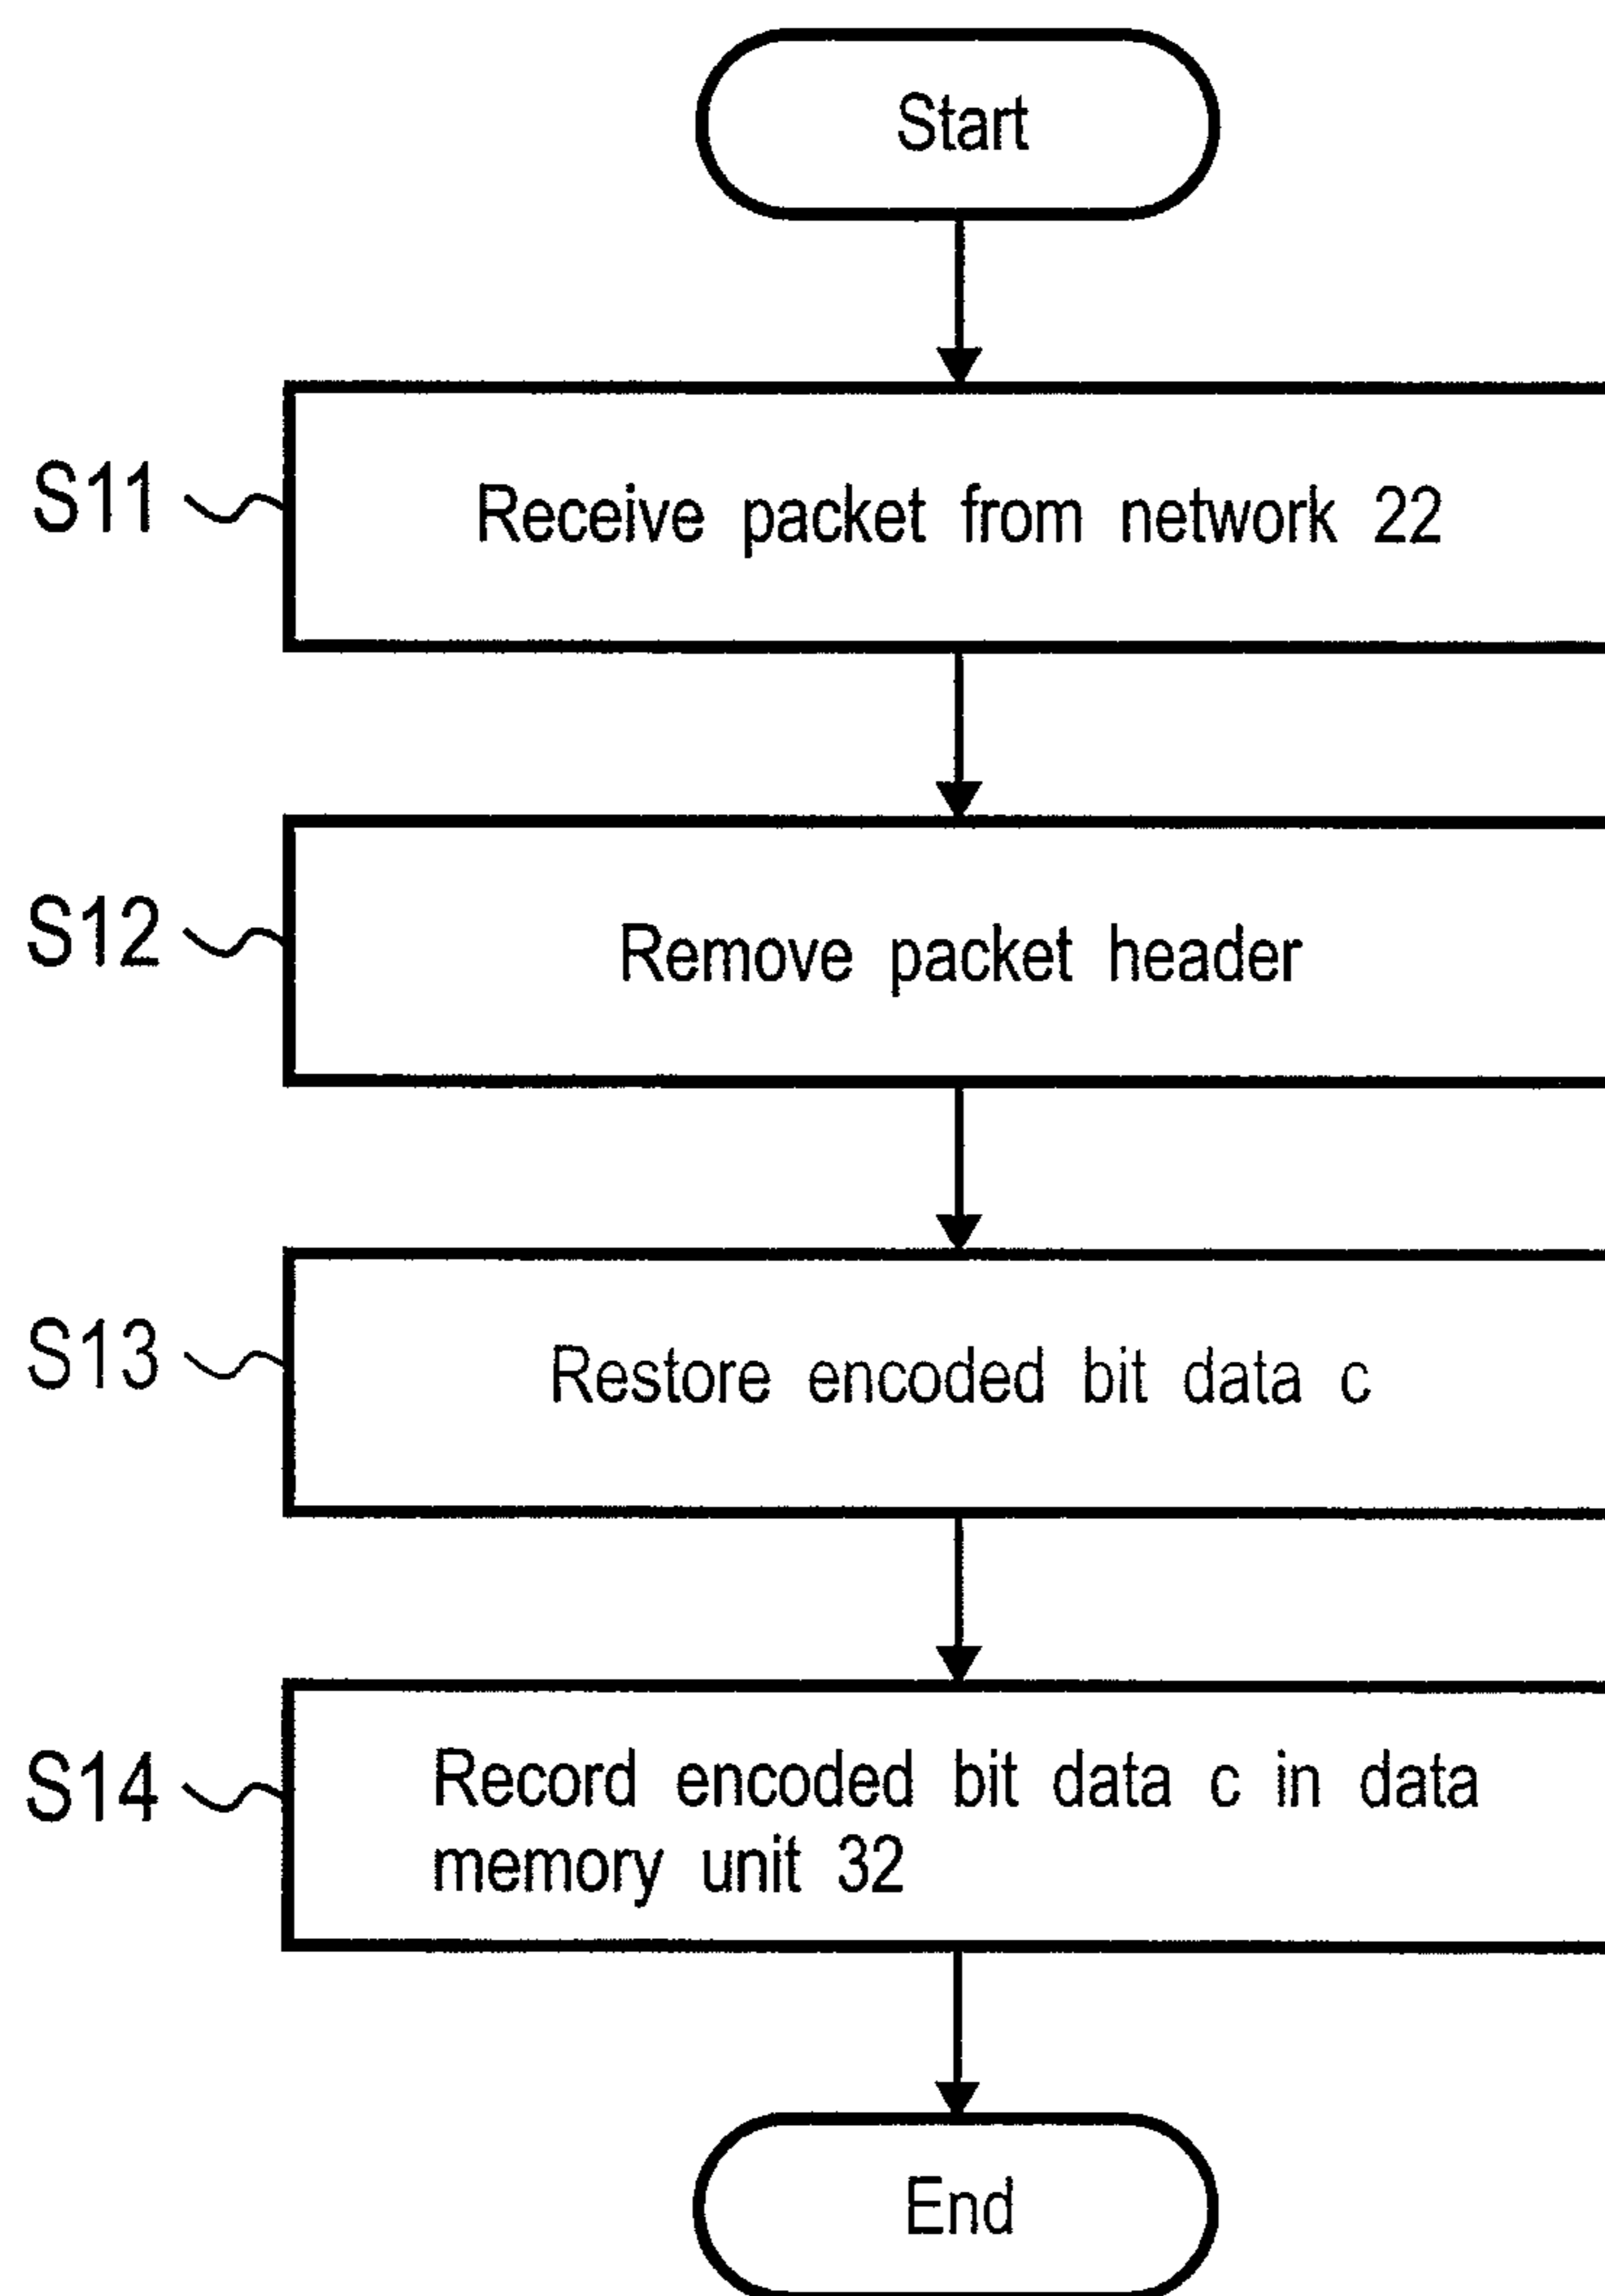 Start
S11
Receive packet from network 22
S12
Remove packet header
S13
Restore encoded bit data c
S14
Record encoded bit data c in data
memory unit 32
End